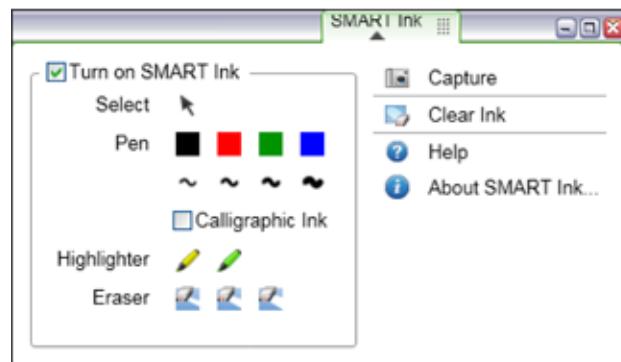 SMART Ink
Turn on SMART Ink
Select
Pen
Calligraphic Ink
Highlighter
Eraser
Capture
Clear Ink
Help
About SMART Ink...